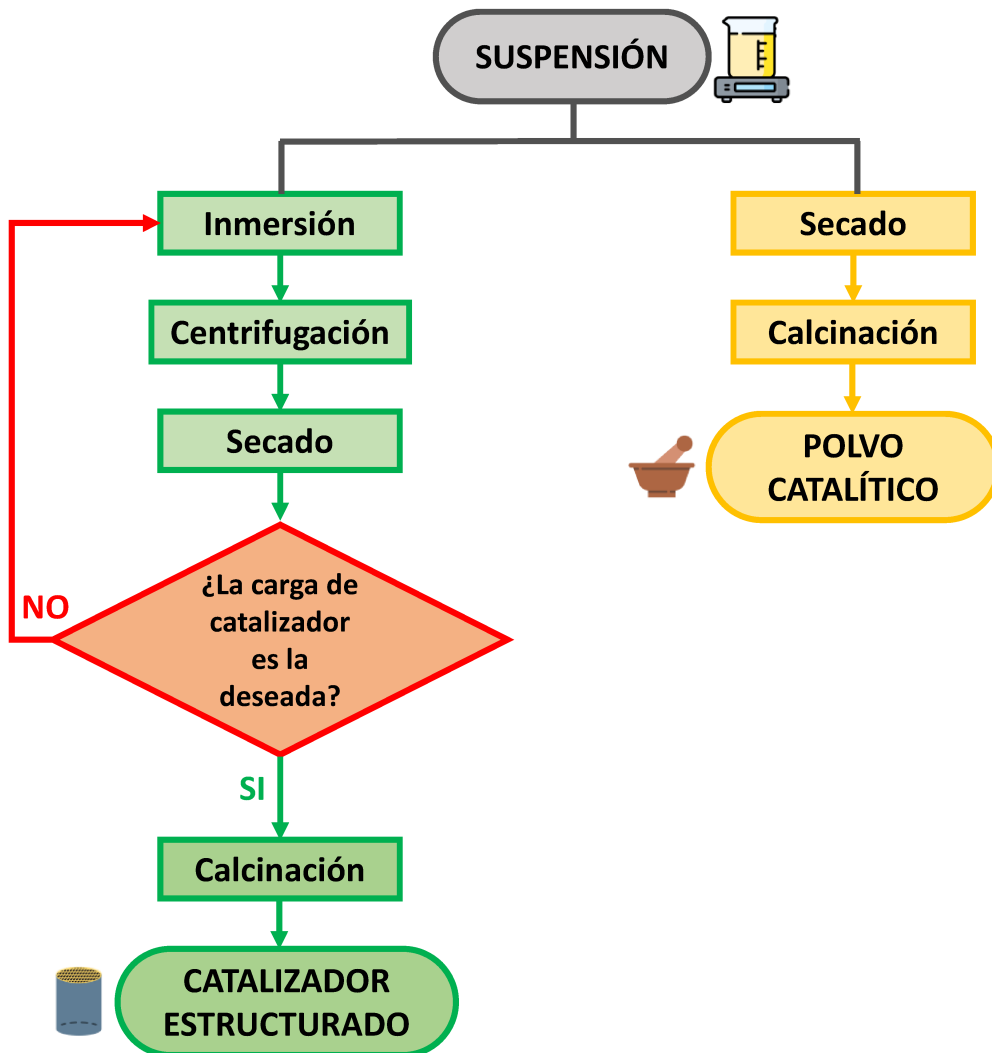 SUSPENSIÓN
Inmersión
Centrifugación
Secado
¿La carga de
catalizador
es la
deseada?
NO
SI
Calcinación
CATALIZADOR
ESTRUCTURADO
Secado
Calcinación
POLVO
CATALÍTICO